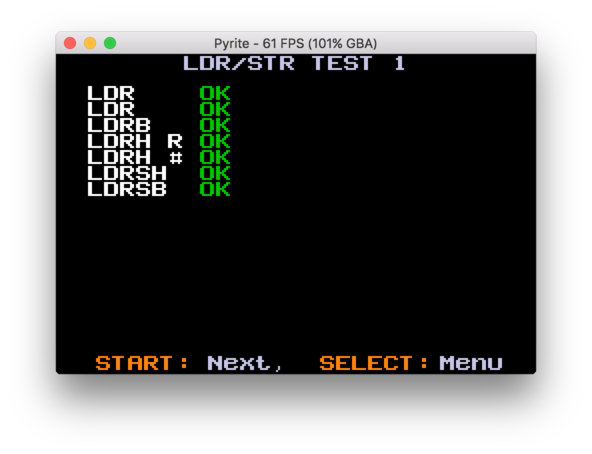 Pyrite - 61 FPS (101% GBA)
LDR/STR TEST 1
LDR OK
LDR OK
LDRB OK
LDRH R OK
LDRH # OK
LDRSH OK
LDRSB OK
START: Next, SELECT: Menu